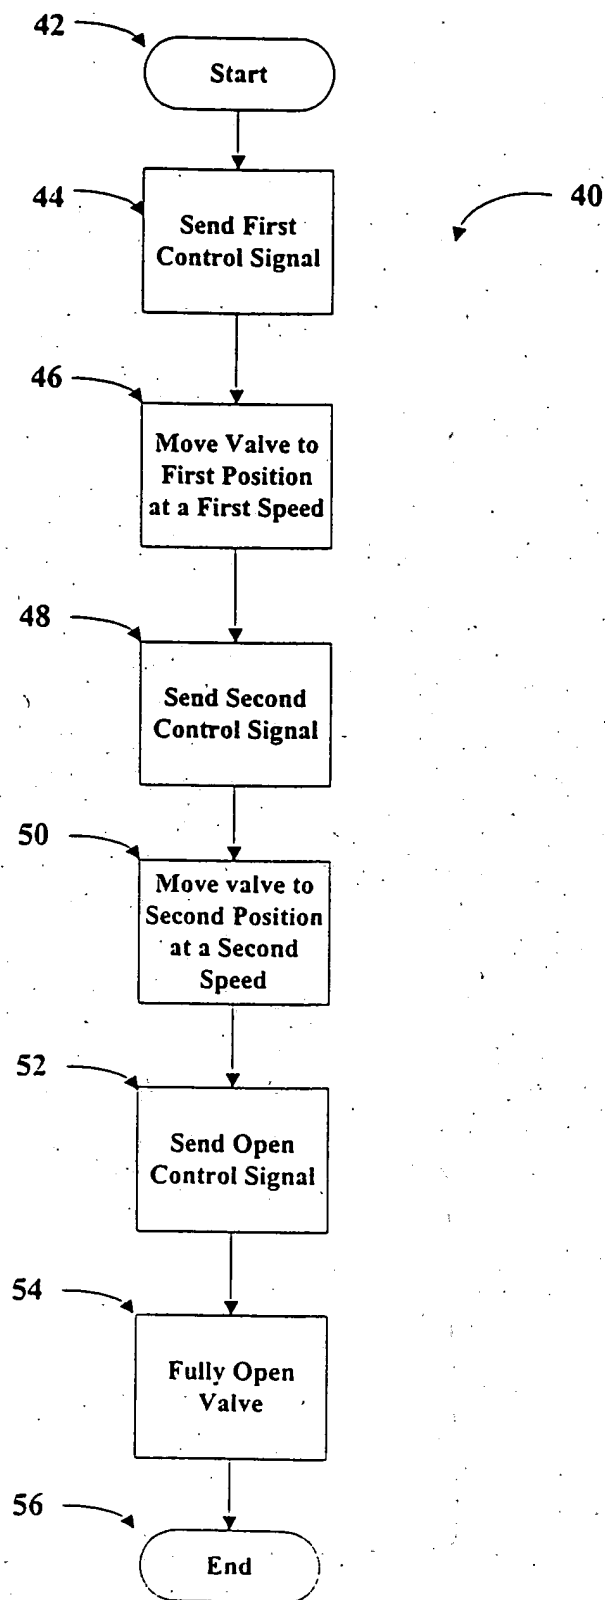 42
Start
40
44
Send First
Control Signal
46
Move Valve to
First Position
at a First Speed
48
Send Second
Control Signal
50
Move valve to
Second Position
at a Second
Speed
52
Send Open
Control Signal
54
Fully Open
Valve
56
End